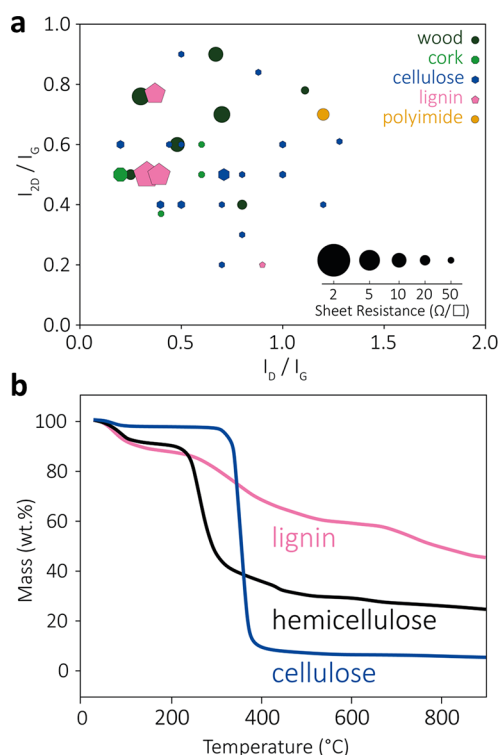 a
1.0
0.8
0.6
0.4
0.2
0.0
I2D / IG
wood
cork
cellulose
lignin
polyimide
2 5 10 20 50
Sheet Resistance (Ω/□)
0.0 0.5 1.0 1.5 2.0
ID / IG
b
100
80
60
40
20
0
Mass (wt.%)
lignin
hemicellulose
cellulose
0 200 400 600 800
Temperature (°C)